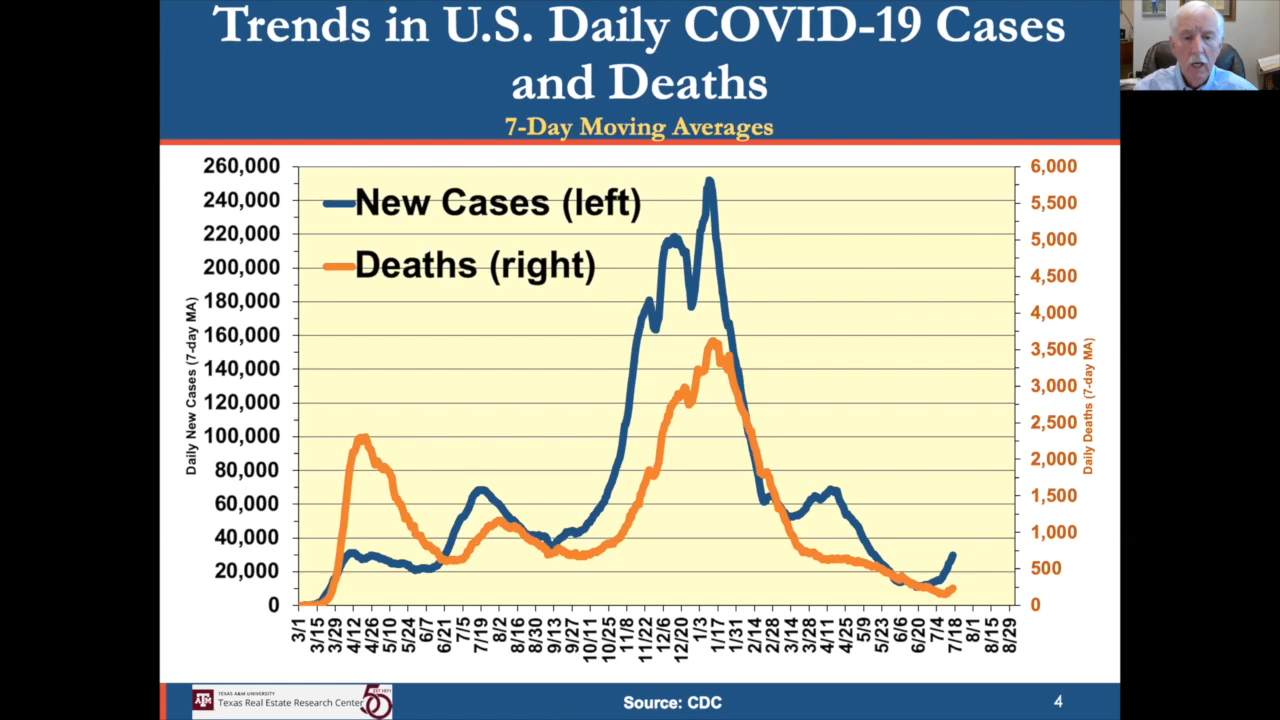 Trends in U.S. Daily COVID-19 Cases
and Deaths
7-Day Moving Averages
New Cases (left)
Deaths (right)
Daily New Cases (7-day MA)
260,000
240,000
220,000
200,000
180,000
160,000
140,000
120,000
100,000
80,000
60,000
40,000
20,000
0
6,000
5,500
5,000
4,500
4,000
3,500
3,000
2,500
2,000
1,500
1,000
500
0
Daily Deaths (7-day MA)
3/1 3/15 3/29 4/12 4/26 5/10 5/24 6/7 6/21 7/5 7/19 8/2 8/16 8/30 9/13 9/27 10/11 10/25 11/8 11/22 12/6 12/20 1/3 1/17 1/31 2/14 2/28 3/14 3/28 4/11 4/25 5/9 5/23 6/6 6/20 7/4 7/18 8/1 8/15 8/29
ĀM
TEXAS A&M UNIVERSITY
Texas Real Estate Research Center
EST. 1971
50
Source: CDC
4